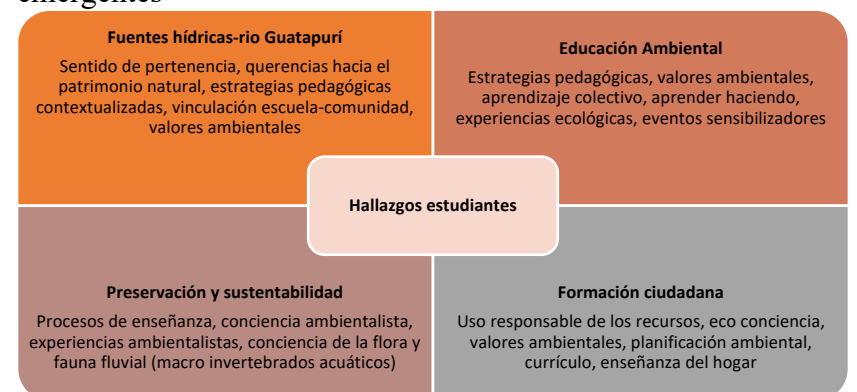 emergentes
Fuentes hídricas-rio Guatapurí
Sentido de pertenencia, querencias hacia el
patrimonio natural, estrategias pedagógicas
contextualizadas, vinculación escuela-comunidad,
valores ambientales
Educación Ambiental
Estrategias pedagógicas, valores ambientales,
aprendizaje colectivo, aprender haciendo,
experiencias ecológicas, eventos sensibilizadores
Hallazgos estudiantes
Preservación y sustentabilidad
Procesos de enseñanza, conciencia ambientalista,
experiencias ambientalistas, conciencia de la flora y
fauna fluvial (macro invertebrados acuáticos)
Formación ciudadana
Uso responsable de los recursos, eco conciencia,
valores ambientales, planificación ambiental,
currículo, enseñanza del hogar